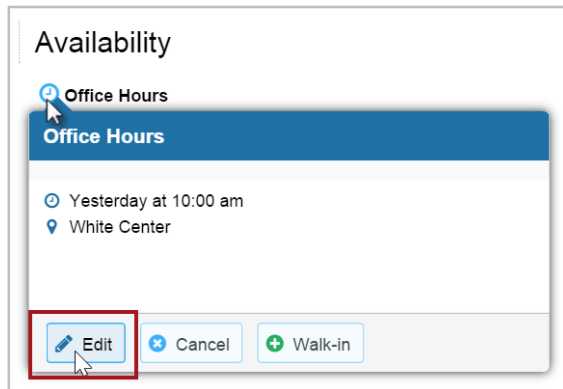 Availability
Office Hours
Office Hours
Yesterday at 10:00 am
White Center
Edit Cancel Walk-in